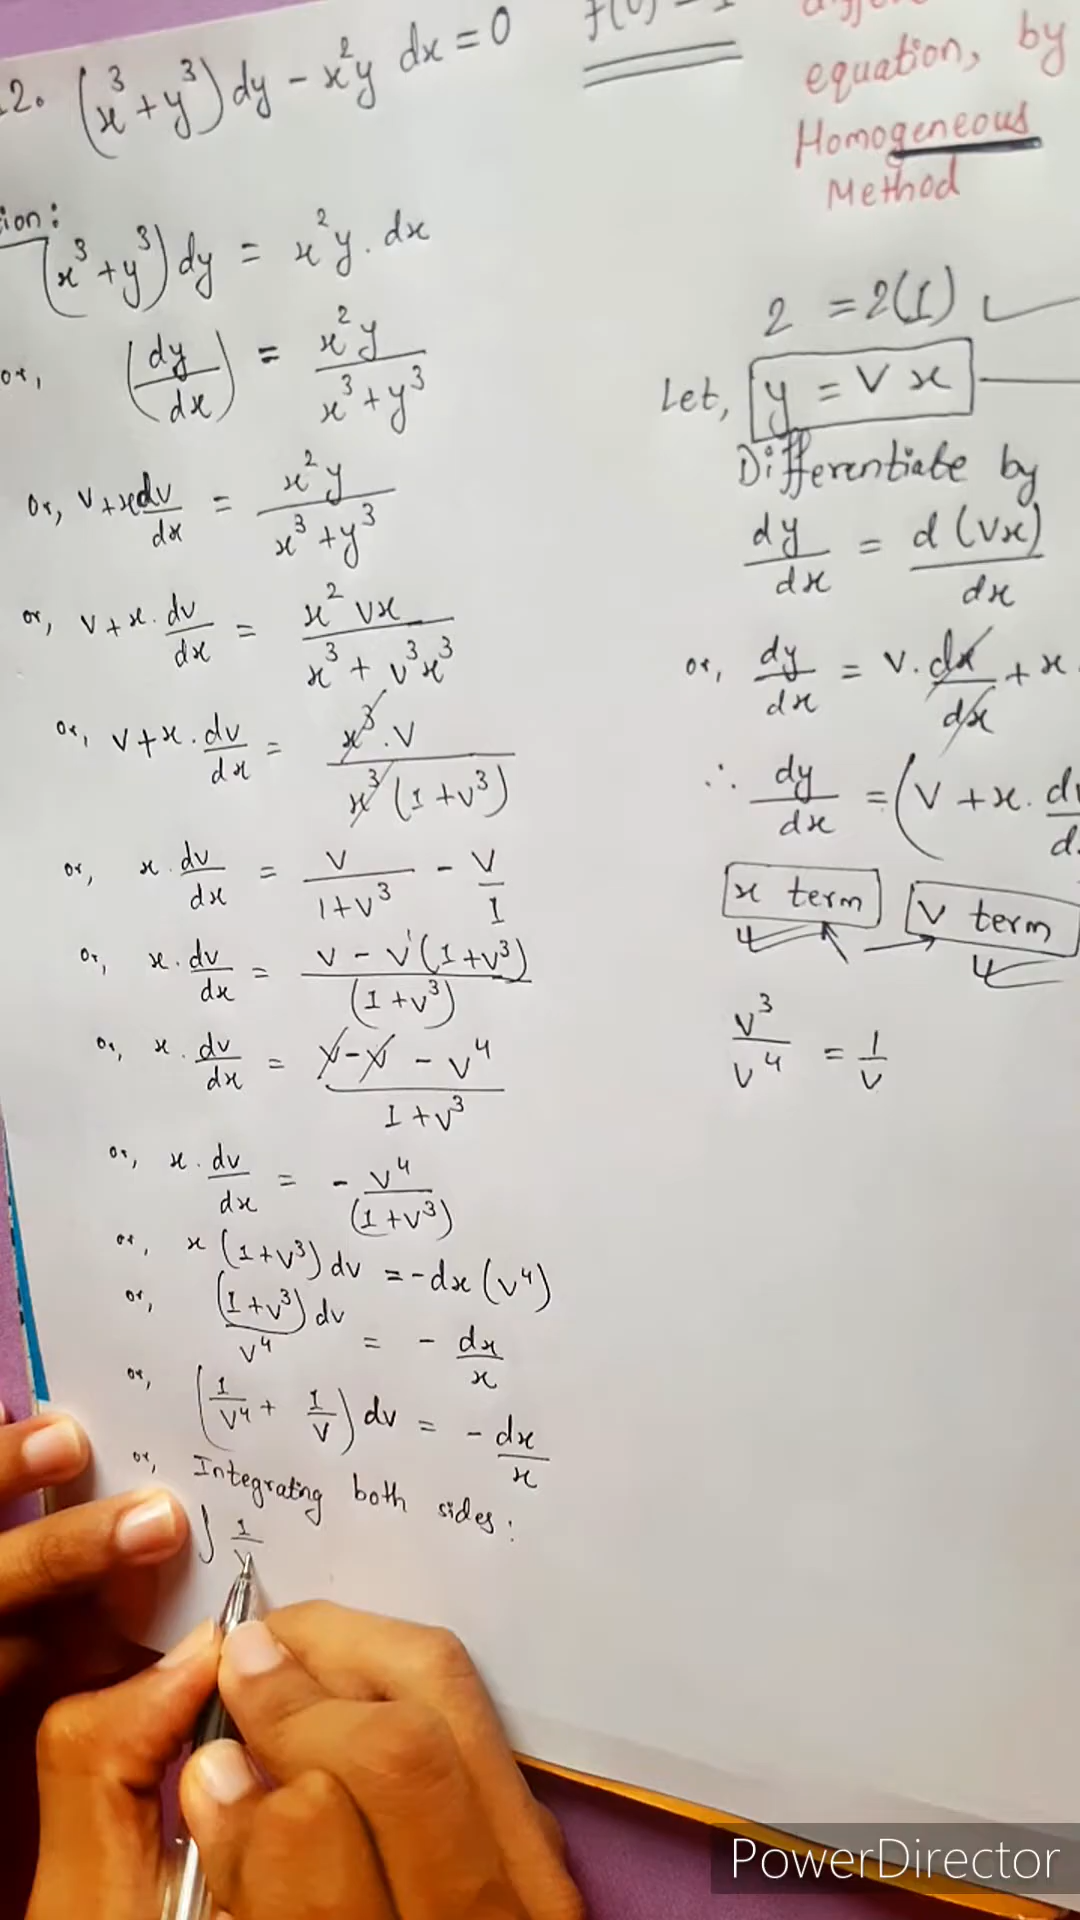 2. (x³+y³)dy - x²y dx = 0
equation, by
Homogeneous
Method
(x³+y³)dy = x²y. dx
or, (dy/dx) = x²y/(x³+y³)
or, v+xdv/dx = x²y/(x³+y³)
or, v+x.dv/dx = x² vx/(x³ + v³x³)
or, v+x.dv/dx = x³.v/(x³(1+v³))
or, x.dv/dx = v/(1+v³) - v/1
or, x.dv/dx = (v - v(1+v³))/(1+v³)
or, x.dv/dx = (v-v - v⁴)/(1+v³)
or, x.dv/dx = - v⁴/(1+v³)
or, x(1+v³)dv = -dx(v⁴)
or, (1+v³)/v⁴ dv = - dx/x
or, (1/v⁴ + 1/v)dv = - dx/x
or, Integrating both sides:
∫ 1/v
2 = 2(1)
Let, y = vx
Differentiate by
dy/dx = d(vx)/dx
or, dy/dx = v.dx/dx + x
∴ dy/dx = (v + x.dv
x term
v term
v³/v⁴ = 1/v
PowerDirector